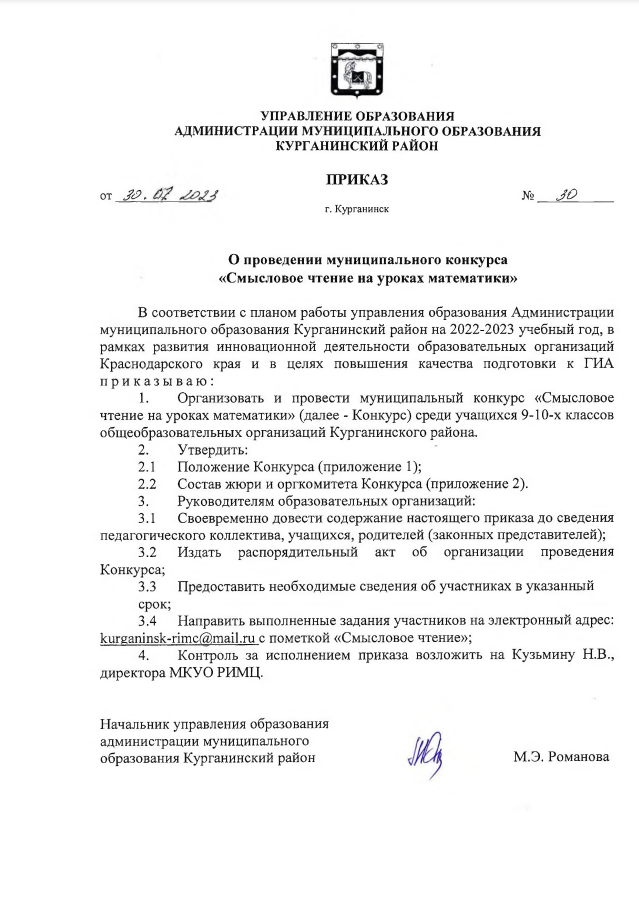 УПРАВЛЕНИЕ ОБРАЗОВАНИЯ
АДМИНИСТРАЦИИ МУНИЦИПАЛЬНОГО ОБРАЗОВАНИЯ
КУРГАНИНСКИЙ РАЙОН
ПРИКАЗ
от 30.07 2023 № 30
г. Курганинск
О проведении муниципального конкурса
«Смысловое чтение на уроках математики»
В соответствии с планом работы управления образования Администрации
муниципального образования Курганинский район на 2022-2023 учебный год, в
рамках развития инновационной деятельности образовательных организаций
Краснодарского края и в целях повышения качества подготовки к ГИА
п р и к а з ы в а ю :
1. Организовать и провести муниципальный конкурс «Смысловое
чтение на уроках математики» (далее - Конкурс) среди учащихся 9-10-х классов
общеобразовательных организаций Курганинского района.
2. Утвердить:
2.1 Положение Конкурса (приложение 1);
2.2 Состав жюри и оргкомитета Конкурса (приложение 2).
3. Руководителям образовательных организаций:
3.1 Своевременно довести содержание настоящего приказа до сведения
педагогического коллектива, учащихся, родителей (законных представителей);
3.2 Издать распорядительный акт об организации проведения
Конкурса;
3.3 Предоставить необходимые сведения об участниках в указанный
срок;
3.4 Направить выполненные задания участников на электронный адрес:
kurganinsk-rimc@mail.ru с пометкой «Смысловое чтение»;
4. Контроль за исполнением приказа возложить на Кузьмину Н.В.,
директора МКУО РИМЦ.
Начальник управления образования
администрации муниципального
образования Курганинский район М.Э. Романова